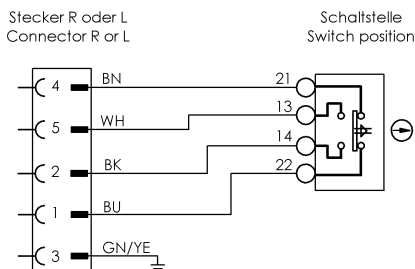 Stecker R oder L
Connector R or L
Schaltstelle
Switch position
4 BN 21
5 WH 13
2 BK 14
1 BU 22
3 GN/YE